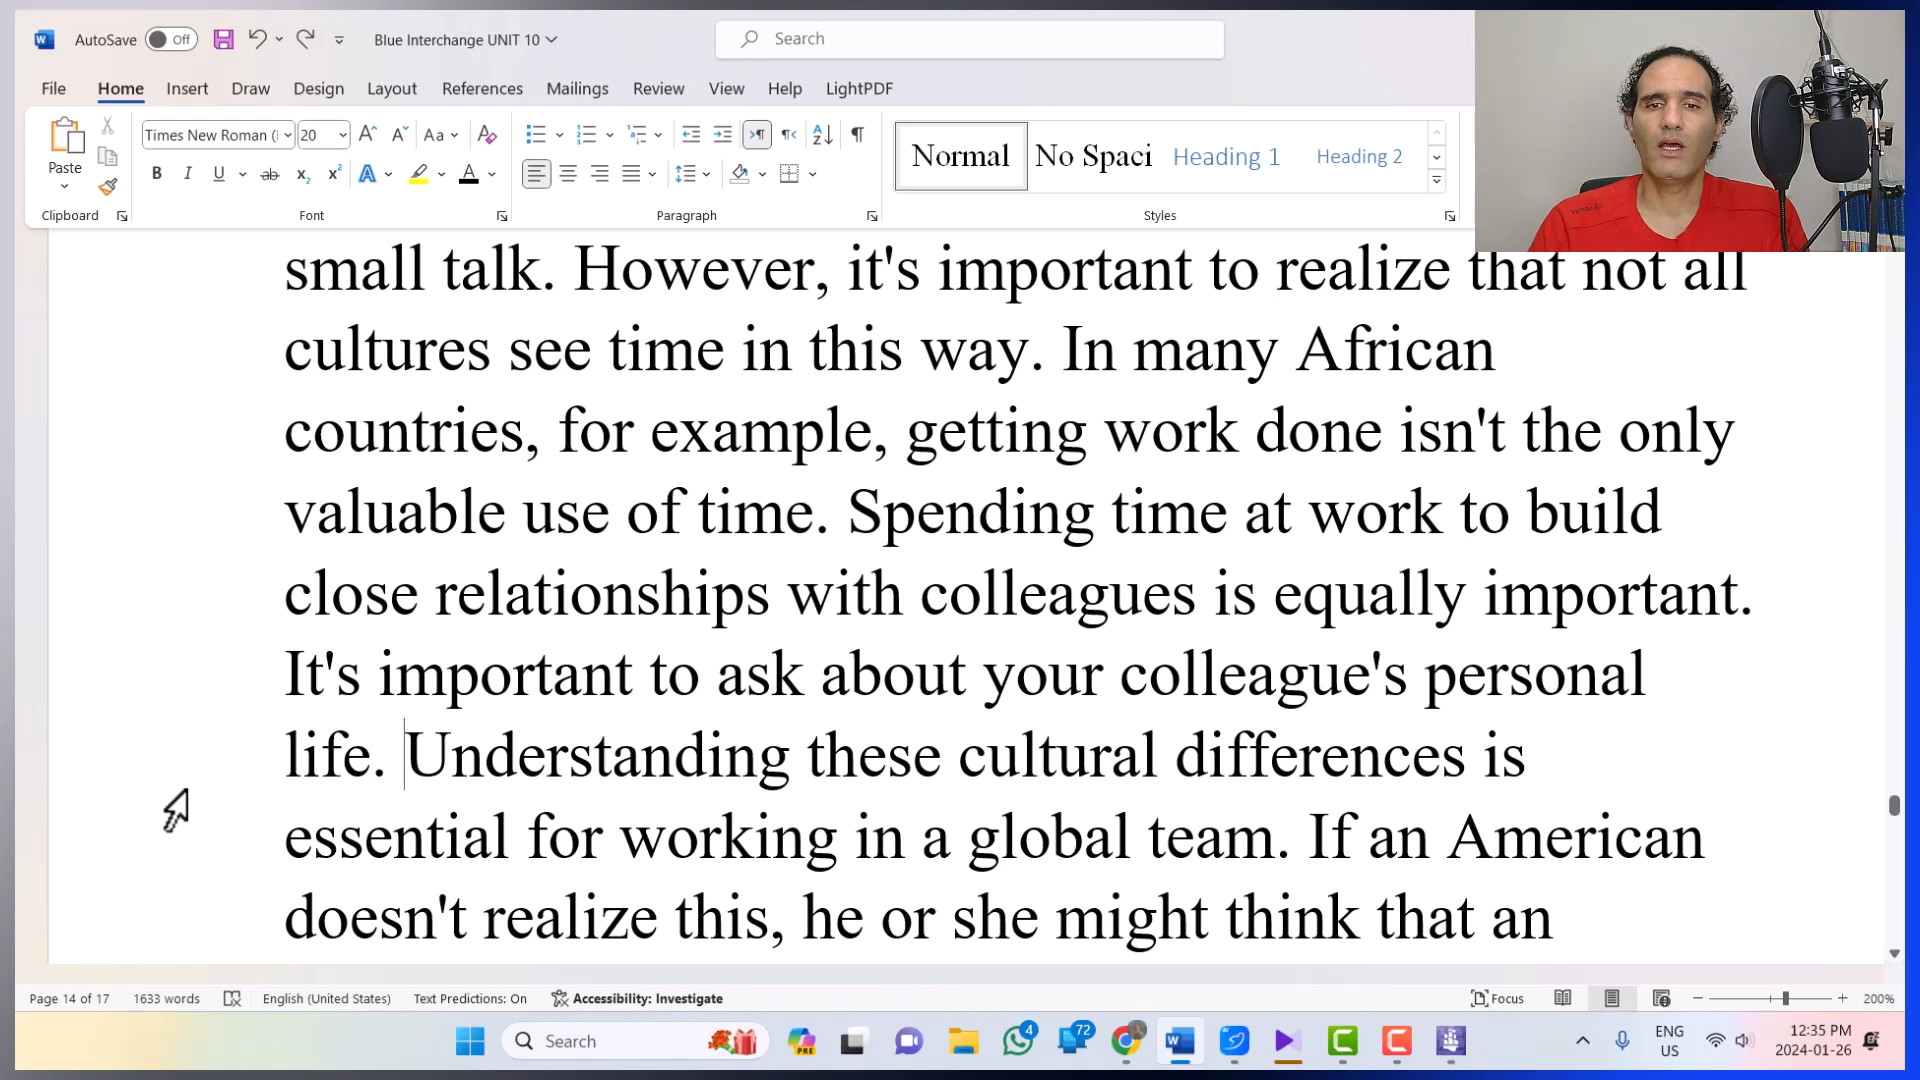 AutoSave Off Blue Interchange UNIT 10 Search
File Home Insert Draw Design Layout References Mailings Review View Help LightPDF
Times New Roman ( 20 Aa
Paste
B I U ab x₂ x² A A
Normal No Spaci Heading 1 Heading 2
Clipboard Font Paragraph Styles
small talk. However, it's important to realize that not all
cultures see time in this way. In many African
countries, for example, getting work done isn't the only
valuable use of time. Spending time at work to build
close relationships with colleagues is equally important.
It's important to ask about your colleague's personal
life. Understanding these cultural differences is
essential for working in a global team. If an American
doesn't realize this, he or she might think that an
Page 14 of 17 1633 words English (United States) Text Predictions: On Accessibility: Investigate Focus 200%
Search PRE 4 72 ENG
US
12:35 PM
2024-01-26